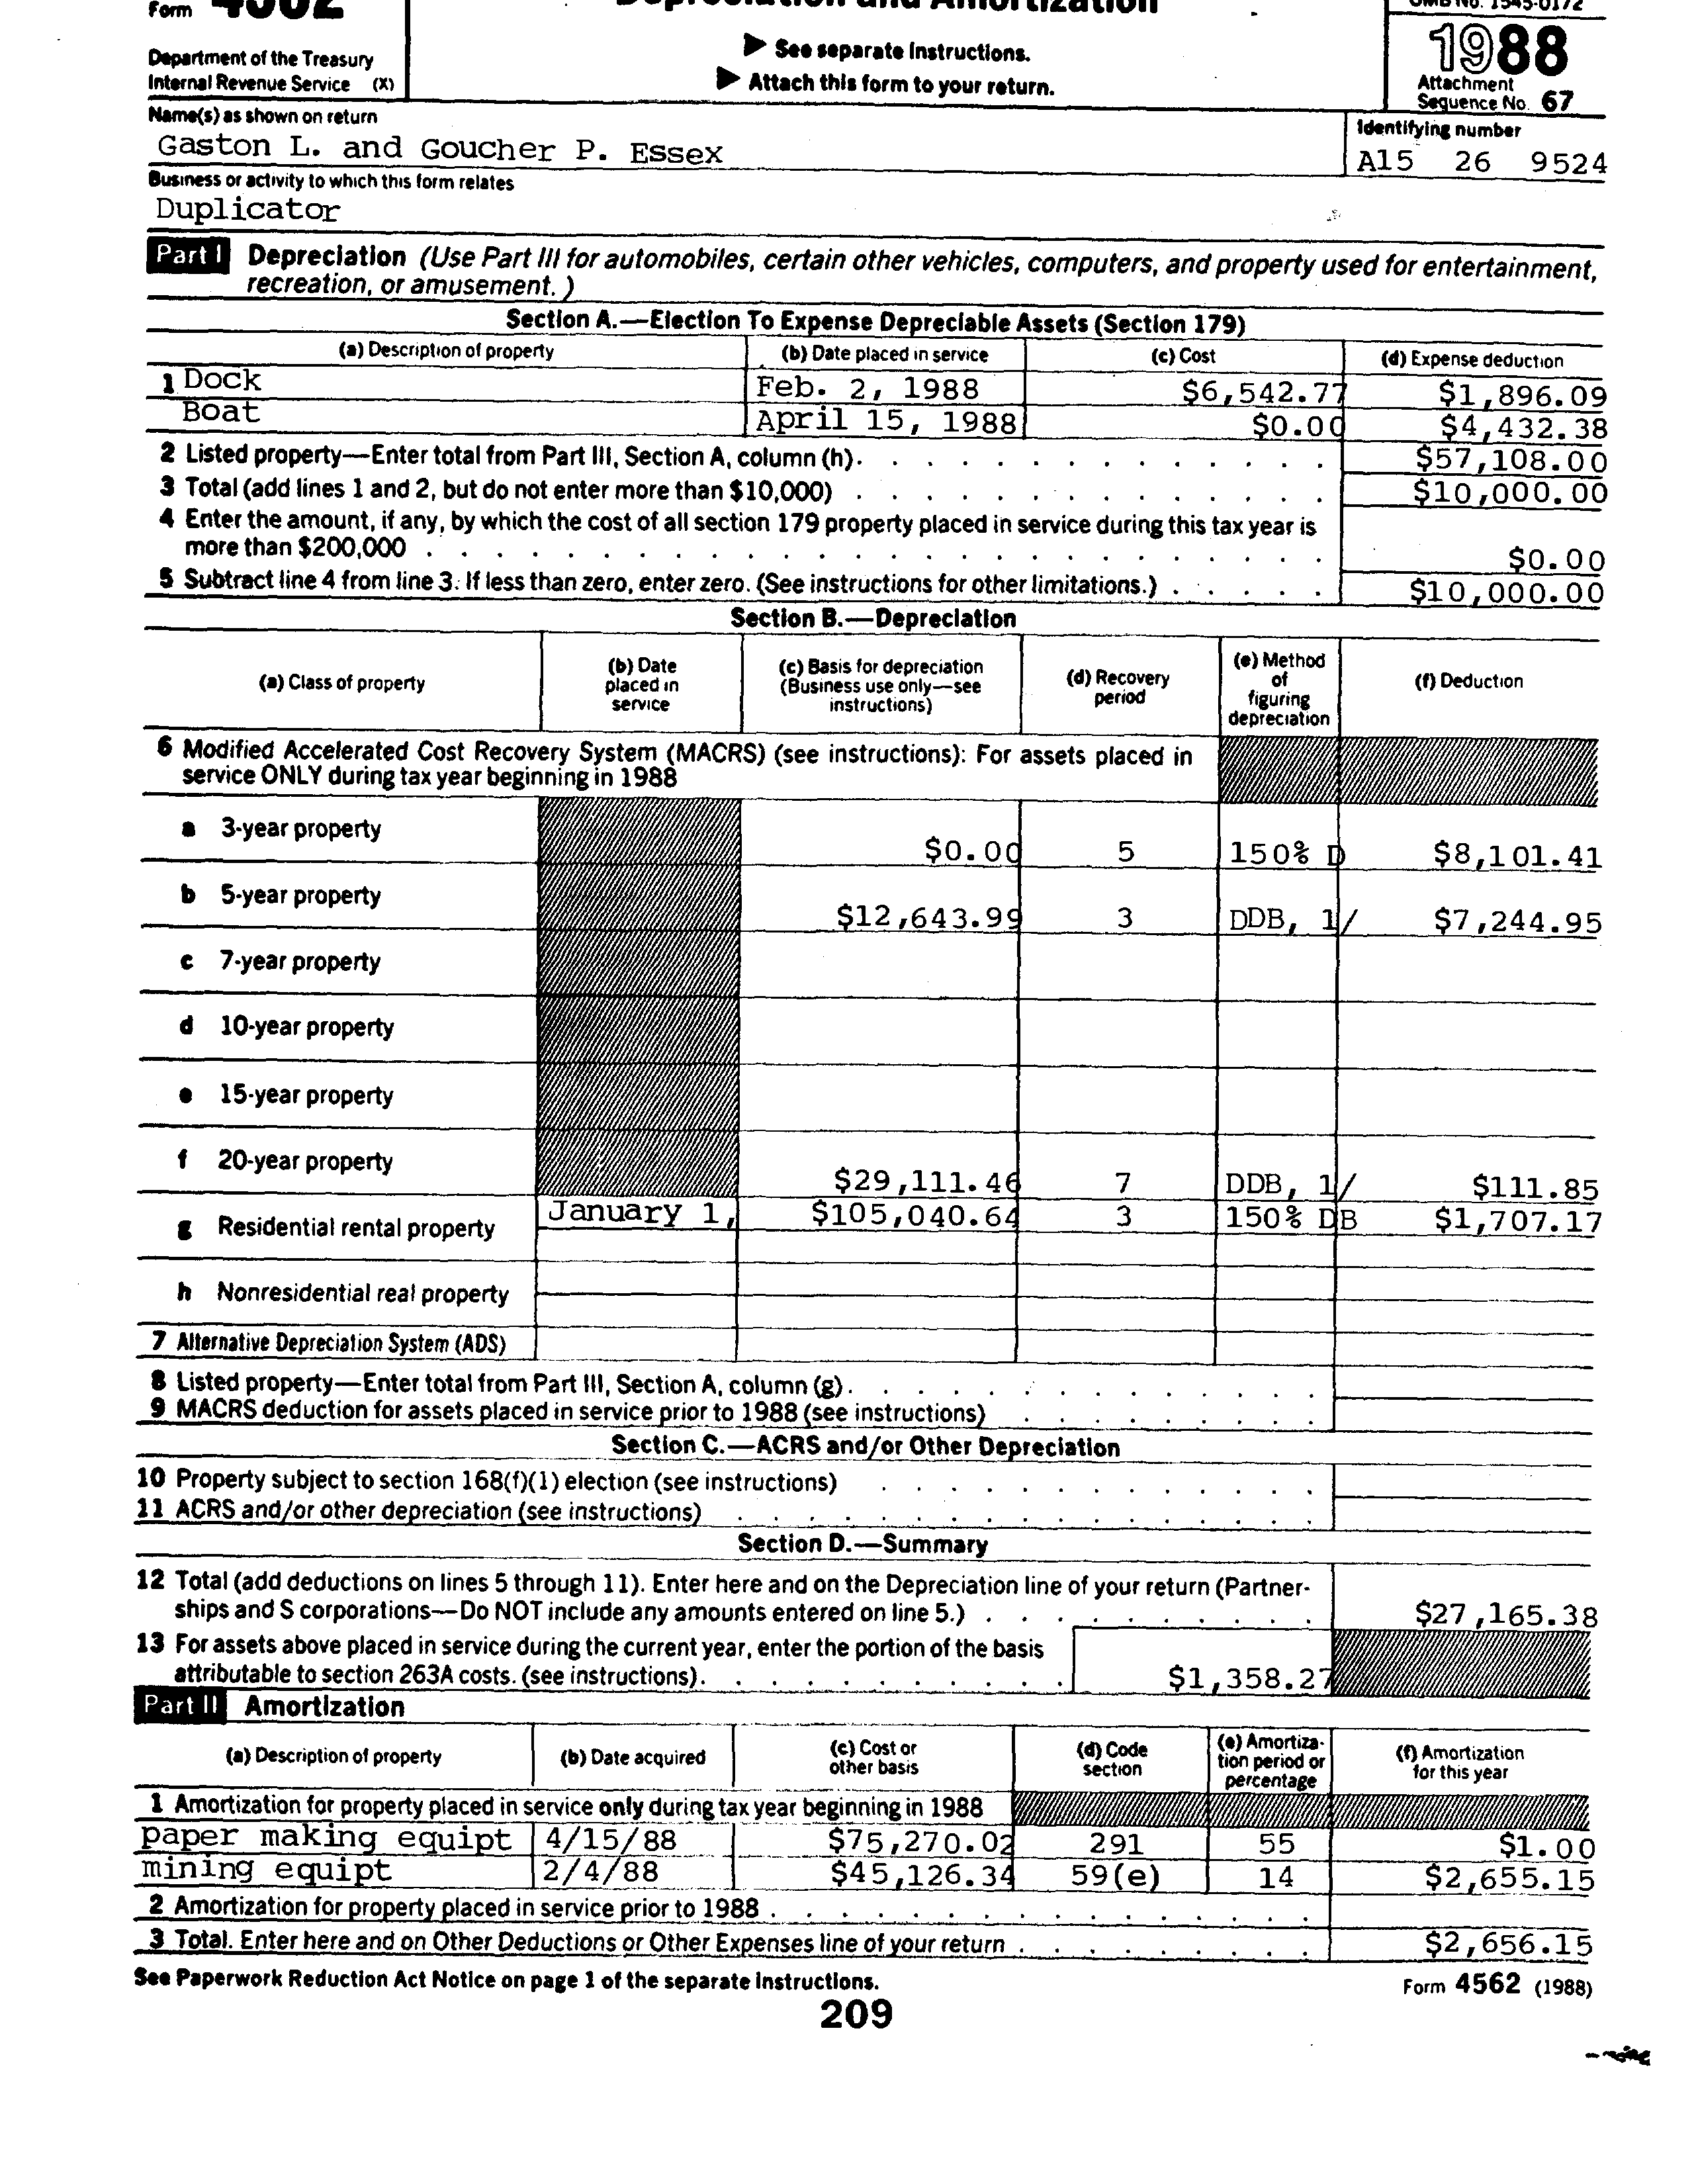 Form 4562
Depreciation and Amortization
OMB No. 1545-0172
▶ See separate Instructions.
1988
Department of the Treasury
Internal Revenue Service (X)
▶ Attach this form to your return.
Attachment
Sequence No. 67
Name(s) as shown on return
Identifying number
Gaston L. and Goucher P. Essex
A15 26 9524
Business or activity to which this form relates
Duplicator
Part I Depreciation (Use Part III for automobiles, certain other vehicles, computers, and property used for entertainment,
recreation, or amusement.)
Section A.—Election To Expense Depreciable Assets (Section 179)
(a) Description of property (b) Date placed in service (c) Cost (d) Expense deduction
1 Dock Feb. 2, 1988 $6,542.77 $1,896.09
Boat April 15, 1988 $0.00 $4,432.38
2 Listed property—Enter total from Part III, Section A, column (h). $57,108.00
3 Total (add lines 1 and 2, but do not enter more than $10,000) $10,000.00
4 Enter the amount, if any, by which the cost of all section 179 property placed in service during this tax year is
more than $200,000 $0.00
5 Subtract line 4 from line 3. If less than zero, enter zero. (See instructions for other limitations.) $10,000.00
Section B.—Depreciation
(a) Class of property
(b) Date
placed in
service
(c) Basis for depreciation
(Business use only—see
instructions)
(d) Recovery
period
(e) Method
of
figuring
depreciation
(f) Deduction
6 Modified Accelerated Cost Recovery System (MACRS) (see instructions): For assets placed in
service ONLY during tax year beginning in 1988
a 3-year property $0.00 5 150% D $8,101.41
b 5-year property $12,643.99 3 DDB, 1/ $7,244.95
c 7-year property
d 10-year property
e 15-year property
f 20-year property $29,111.46 7 DDB, 1/ $111.85
g Residential rental property January 1, $105,040.64 3 150% DB $1,707.17
h Nonresidential real property
7 Alternative Depreciation System (ADS)
8 Listed property—Enter total from Part III, Section A, column (g).
9 MACRS deduction for assets placed in service prior to 1988 (see instructions)
Section C.—ACRS and/or Other Depreciation
10 Property subject to section 168(f)(1) election (see instructions)
11 ACRS and/or other depreciation (see instructions)
Section D.—Summary
12 Total (add deductions on lines 5 through 11). Enter here and on the Depreciation line of your return (Partner-
ships and S corporations—Do NOT include any amounts entered on line 5.) $27,165.38
13 For assets above placed in service during the current year, enter the portion of the basis
attributable to section 263A costs. (see instructions). $1,358.27
Part II Amortization
(a) Description of property
(b) Date acquired
(c) Cost or
other basis
(d) Code
section
(e) Amortiza-
tion period or
percentage
(f) Amortization
for this year
1 Amortization for property placed in service only during tax year beginning in 1988
paper making equipt 4/15/88 $75,270.02 291 55 $1.00
mining equipt 2/4/88 $45,126.34 59(e) 14 $2,655.15
2 Amortization for property placed in service prior to 1988
3 Total. Enter here and on Other Deductions or Other Expenses line of your return $2,656.15
See Paperwork Reduction Act Notice on page 1 of the separate Instructions.
Form 4562 (1988)
209